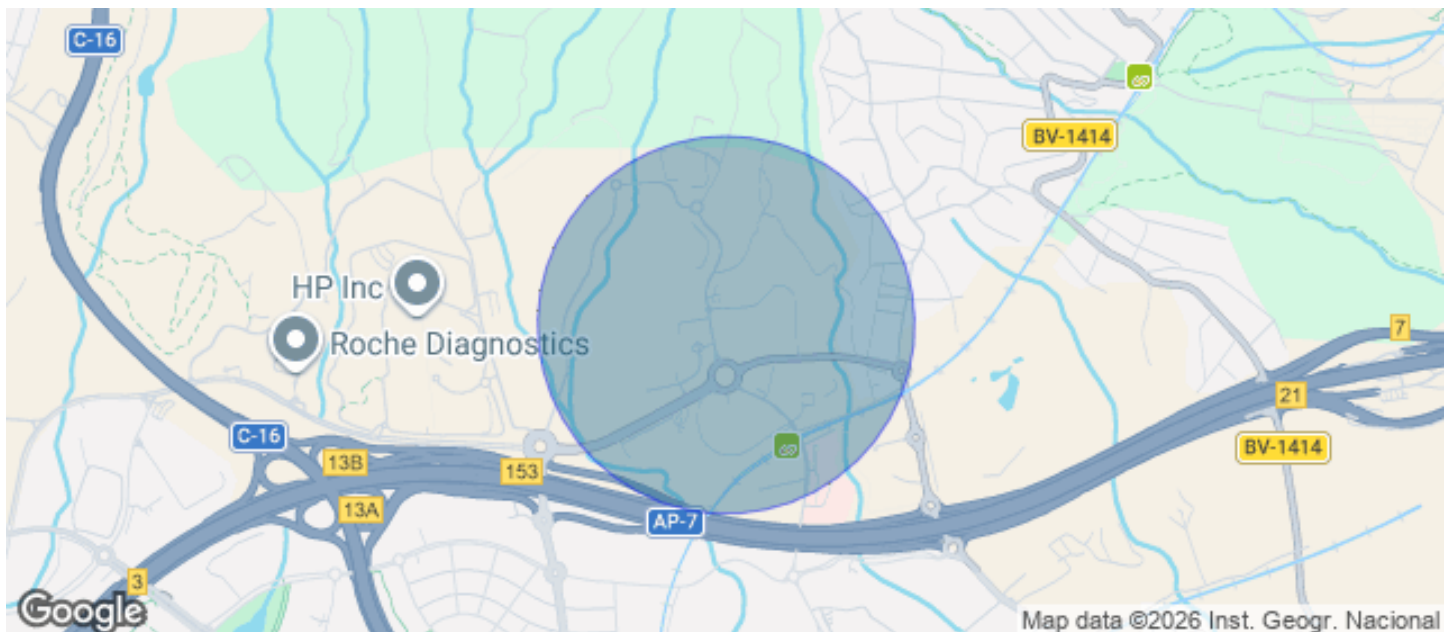 C-16
BV-1414
HP Inc
Roche Diagnostics
7
21
C-16
BV-1414
13B
153
13A
AP-7
3
Google
Map data ©2026 Inst. Geogr. Nacional